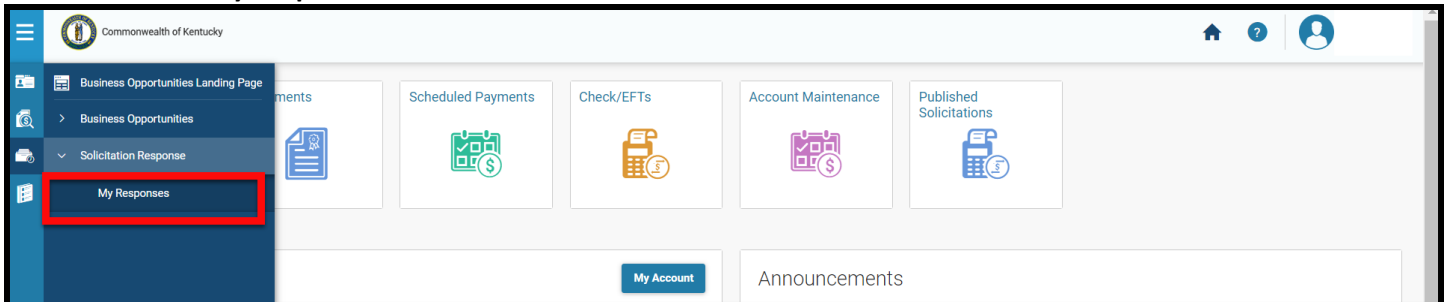 Commonwealth of Kentucky
?
Business Opportunities Landing Page
Business Opportunities
Solicitation Response
My Responses
ments
Scheduled Payments
Check/EFTs
Account Maintenance
Published
Solicitations
My Account
Announcements